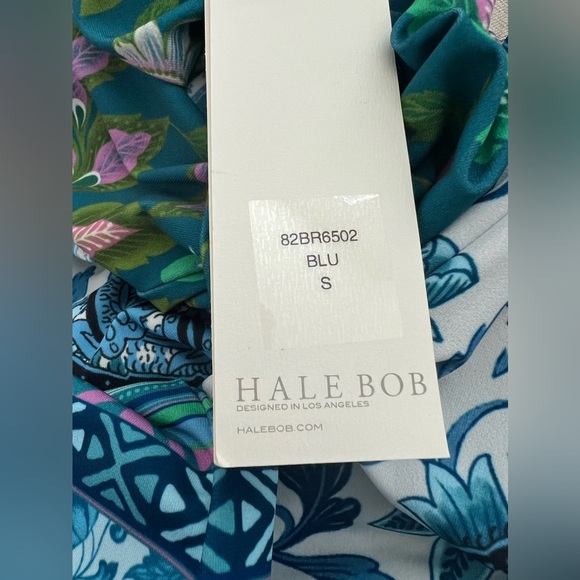 82BR6502
BLU
S
HALE BOB
DESIGNED IN LOS ANGELES
HALEBOB.COM